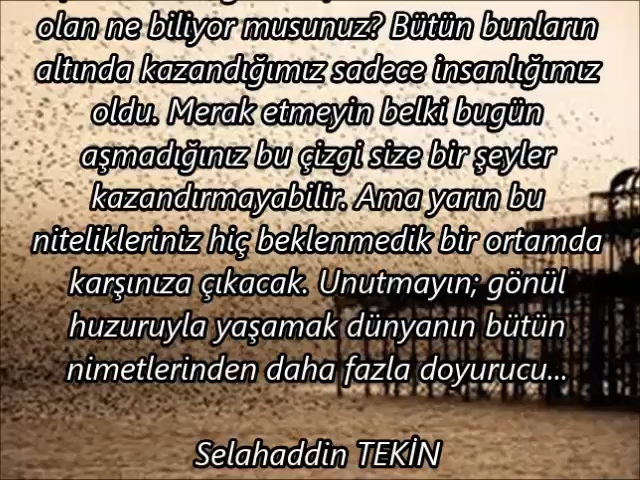 olan ne biliyor musunuz? Bütün bunların
altında kazandığımız sadece insanlığımız
oldu. Merak etmeyin belki bugün
aşmadığınız bu çizgi size bir şeyler
kazandırmayabilir. Ama yarın bu
nitelikleriniz hiç beklenmedik bir ortamda
karşınıza çıkacak. Unutmayın; gönül
huzuruyla yaşamak dünyanın bütün
nimetlerinden daha fazla doyurucu...
Selahaddin TEKİN